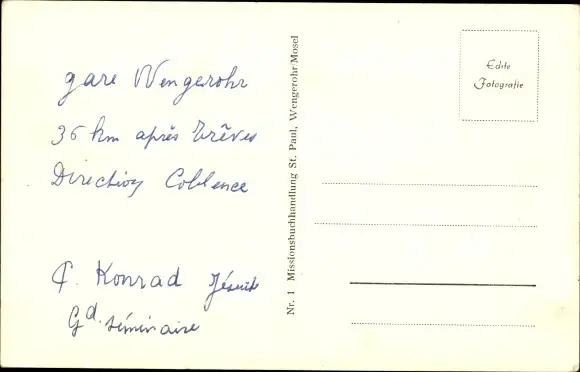 gare Wengerohr
36 km après Trêves
Direction Coblence
P. Konrad Jésuite
Gd. séminaire
Nr. 1 Missionsbuchhandlung St. Paul, Wengerohr/Mosel
Echte
Fotografie